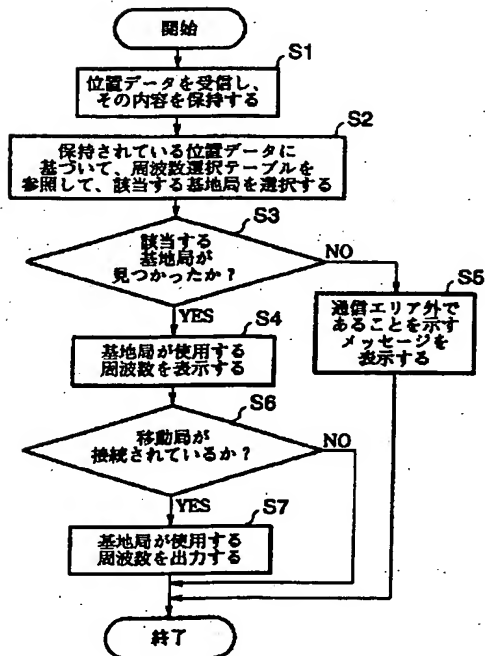 開始
S1
位置データを受信し、
その内容を保持する
S2
保持されている位置データに
基づいて、周波数選択テーブルを
参照して、該当する基地局を選択する
S3
該当する
基地局が
見つかったか？
NO
YES
S5
通信エリア外で
あることを示す
メッセージを
表示する
S4
基地局が使用する
周波数を表示する
S6
移動局が
接続されているか？
NO
YES
S7
基地局が使用する
周波数を出力する
終了